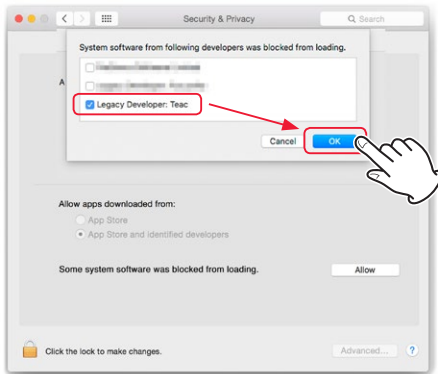 Security & Privacy
Search
System software from following developers was blocked from loading.
A
Legacy Developer: Teac
Cancel
OK
Allow apps downloaded from:
App Store
App Store and identified developers
Some system software was blocked from loading.
Allow
Click the lock to make changes.
Advanced...
?